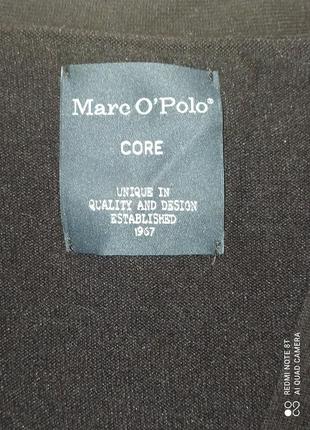 Marc O'Polo®
CORE
UNIQUE IN
QUALITY AND DESIGN
ESTABLISHED
1967
REDMI NOTE 8T
AI QUAD CAMERA